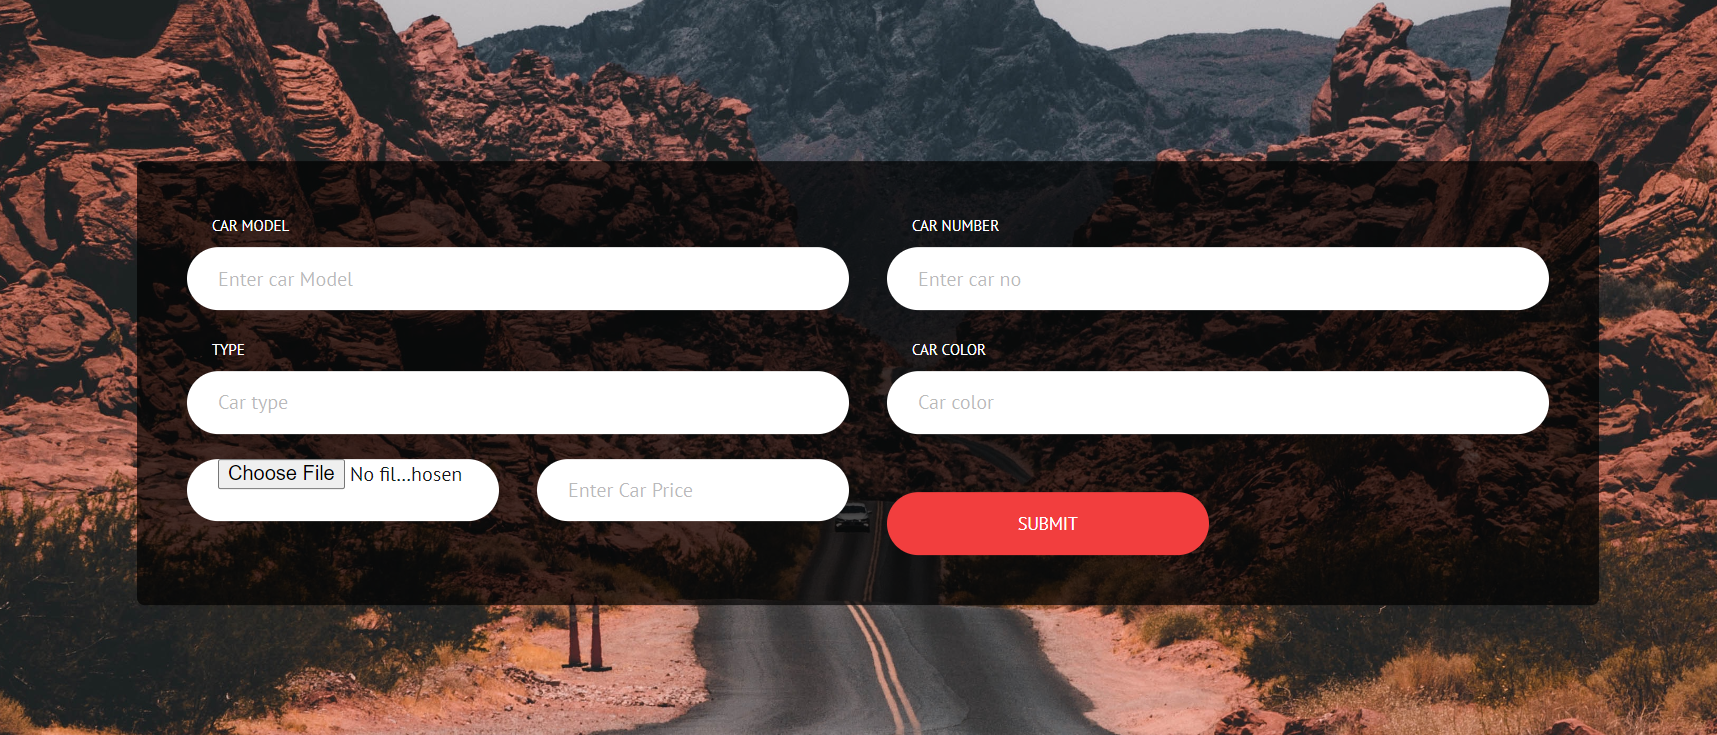 CAR MODEL
CAR NUMBER
Enter car Model
Enter car no
TYPE
CAR COLOR
Car type
Car color
Choose File No fil...hosen
Enter Car Price
SUBMIT